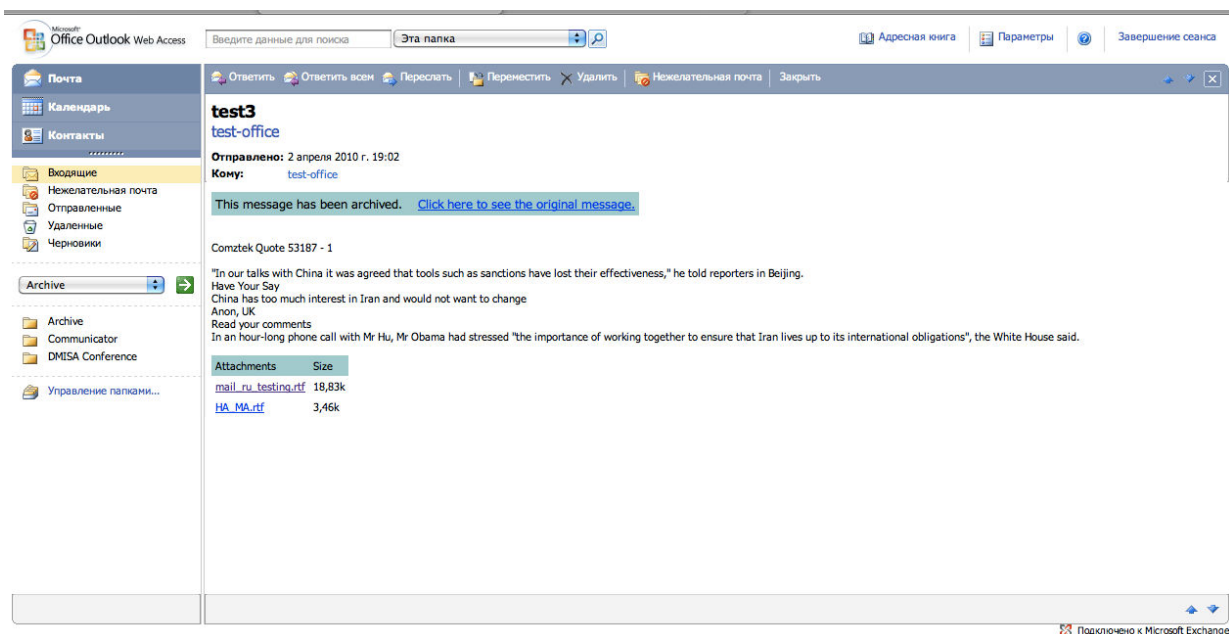 Microsoft
Office Outlook Web Access
Введите данные для поиска
Эта папка
Адресная книга
Параметры
Завершение сеанса
Почта
Календарь
Контакты
Ответить Ответить всем Переслать Переместить Удалить Нежелательная почта Закрыть
Входящие
Нежелательная почта
Отправленные
Удаленные
Черновики
Archive
Archive
Communicator
DMISA Conference
Управление папками...
test3
test-office
Отправлено: 2 апреля 2010 г. 19:02
Кому: test-office
This message has been archived. Click here to see the original message.
Comztek Quote 53187 - 1
"In our talks with China it was agreed that tools such as sanctions have lost their effectiveness," he told reporters in Beijing.
Have Your Say
China has too much interest in Iran and would not want to change
Anon, UK
Read your comments
In an hour-long phone call with Mr Hu, Mr Obama had stressed "the importance of working together to ensure that Iran lives up to its international obligations", the White House said.
Attachments Size
mail_ru_testing.rtf 18,83k
HA_MA.rtf 3,46k
Подключено к Microsoft Exchange